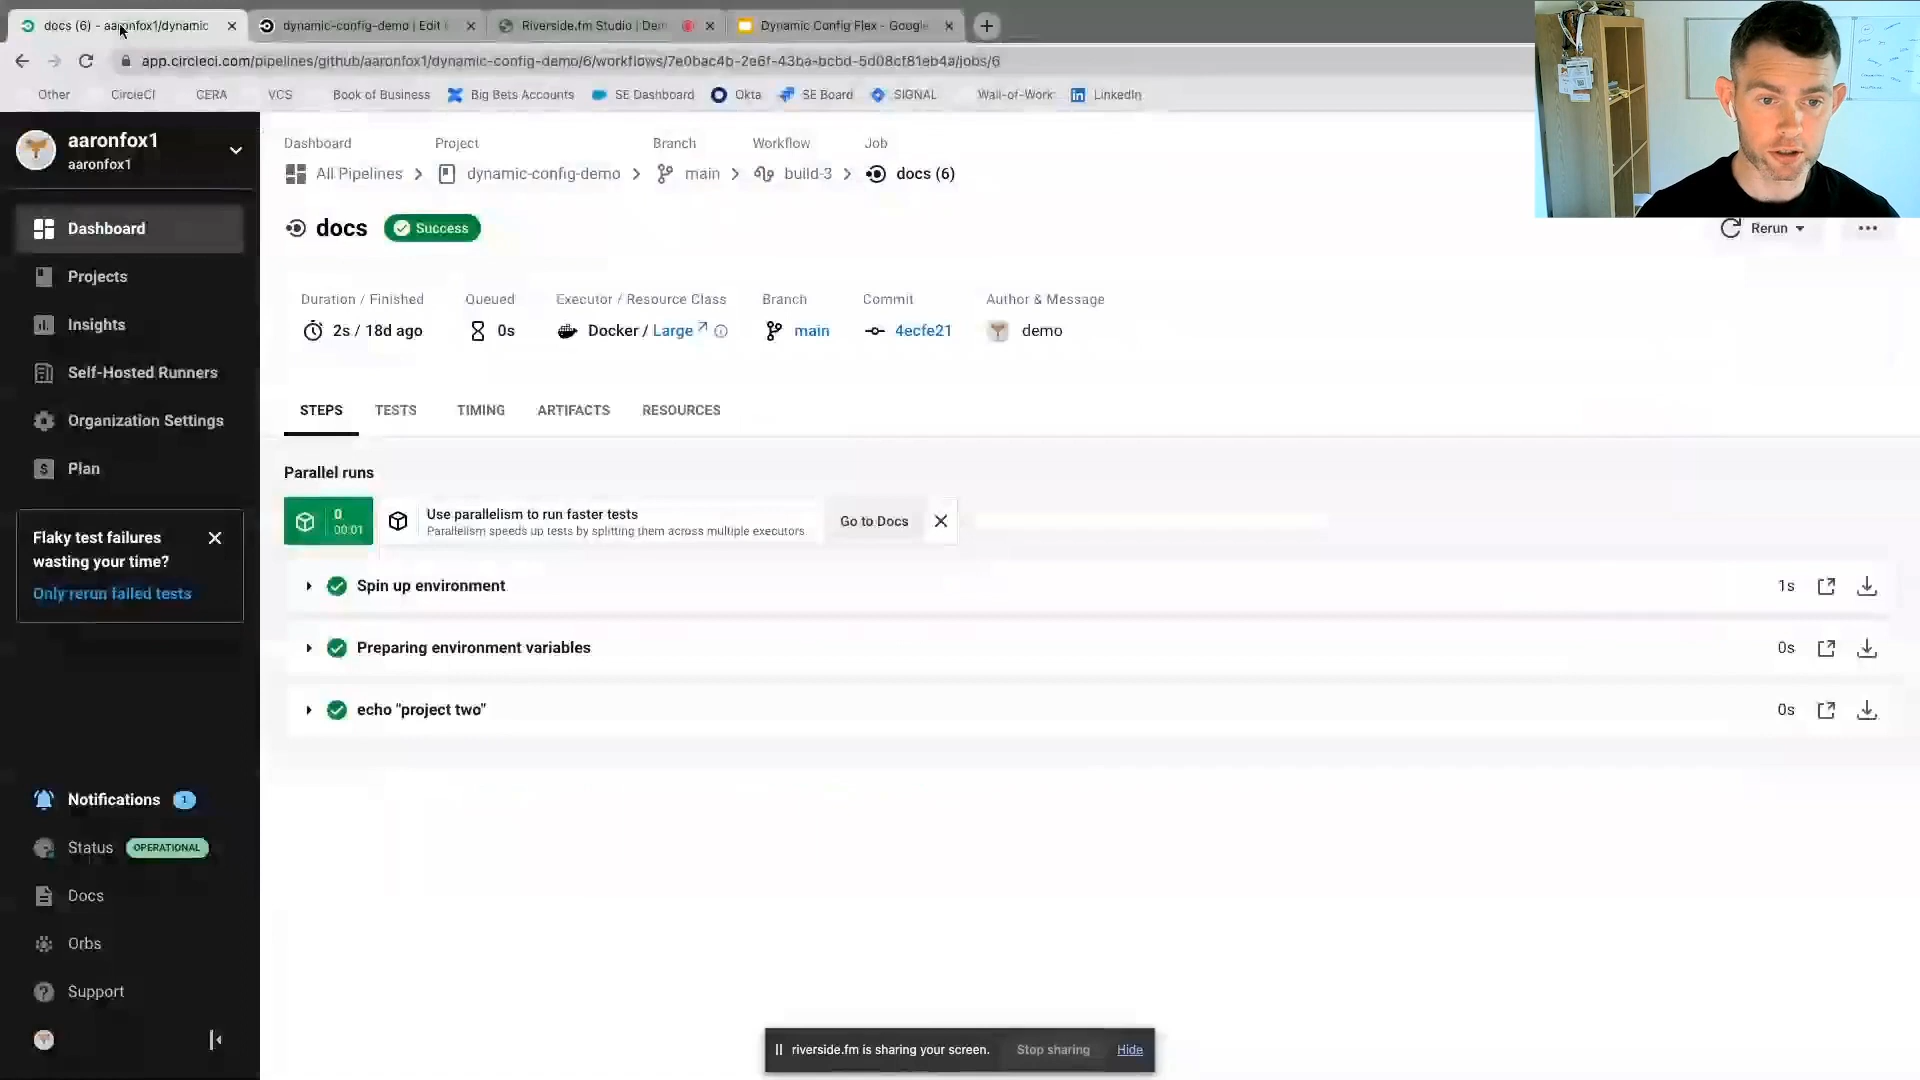 docs (6) - aaronfox1/dynamic
dynamic-config-demo | Edit
Riverside.fm Studio | Dem
Dynamic Config Flex - Google
app.circleci.com/pipelines/github/aaronfox1/dynamic-config-demo/6/workflows/7e0bac4b-2e6f-43ba-bcbd-5d08cf81eb4a/jobs/6
Other CircleCI CERA VCS Book of Business Big Bets Accounts SE Dashboard Okta SE Board SIGNAL Wall-of-Work LinkedIn
aaronfox1
aaronfox1
Dashboard
Projects
Insights
Self-Hosted Runners
Organization Settings
Plan
Flaky test failures
wasting your time?
Only rerun failed tests
Notifications 1
Status OPERATIONAL
Docs
Orbs
Support
Dashboard Project Branch Workflow Job
All Pipelines dynamic-config-demo main build-3 docs (6)
docs Success
Rerun
Duration / Finished Queued Executor / Resource Class Branch Commit Author & Message
2s / 18d ago 0s Docker / Large main 4ecfe21 demo
STEPS TESTS TIMING ARTIFACTS RESOURCES
Parallel runs
0
00:01
Use parallelism to run faster tests
Parallelism speeds up tests by splitting them across multiple executors.
Go to Docs
Spin up environment 1s
Preparing environment variables 0s
echo "project two" 0s
riverside.fm is sharing your screen. Stop sharing Hide